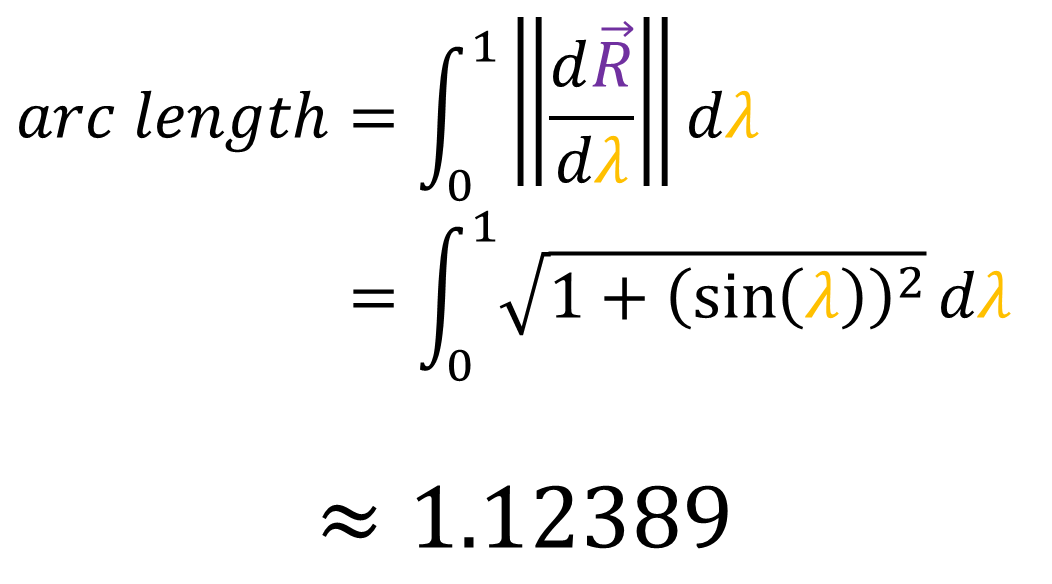 arc length = ∫₀¹ ‖dR⃗/dλ‖ dλ
= ∫₀¹ √(1 + (sin(λ))²) dλ
≈ 1.12389